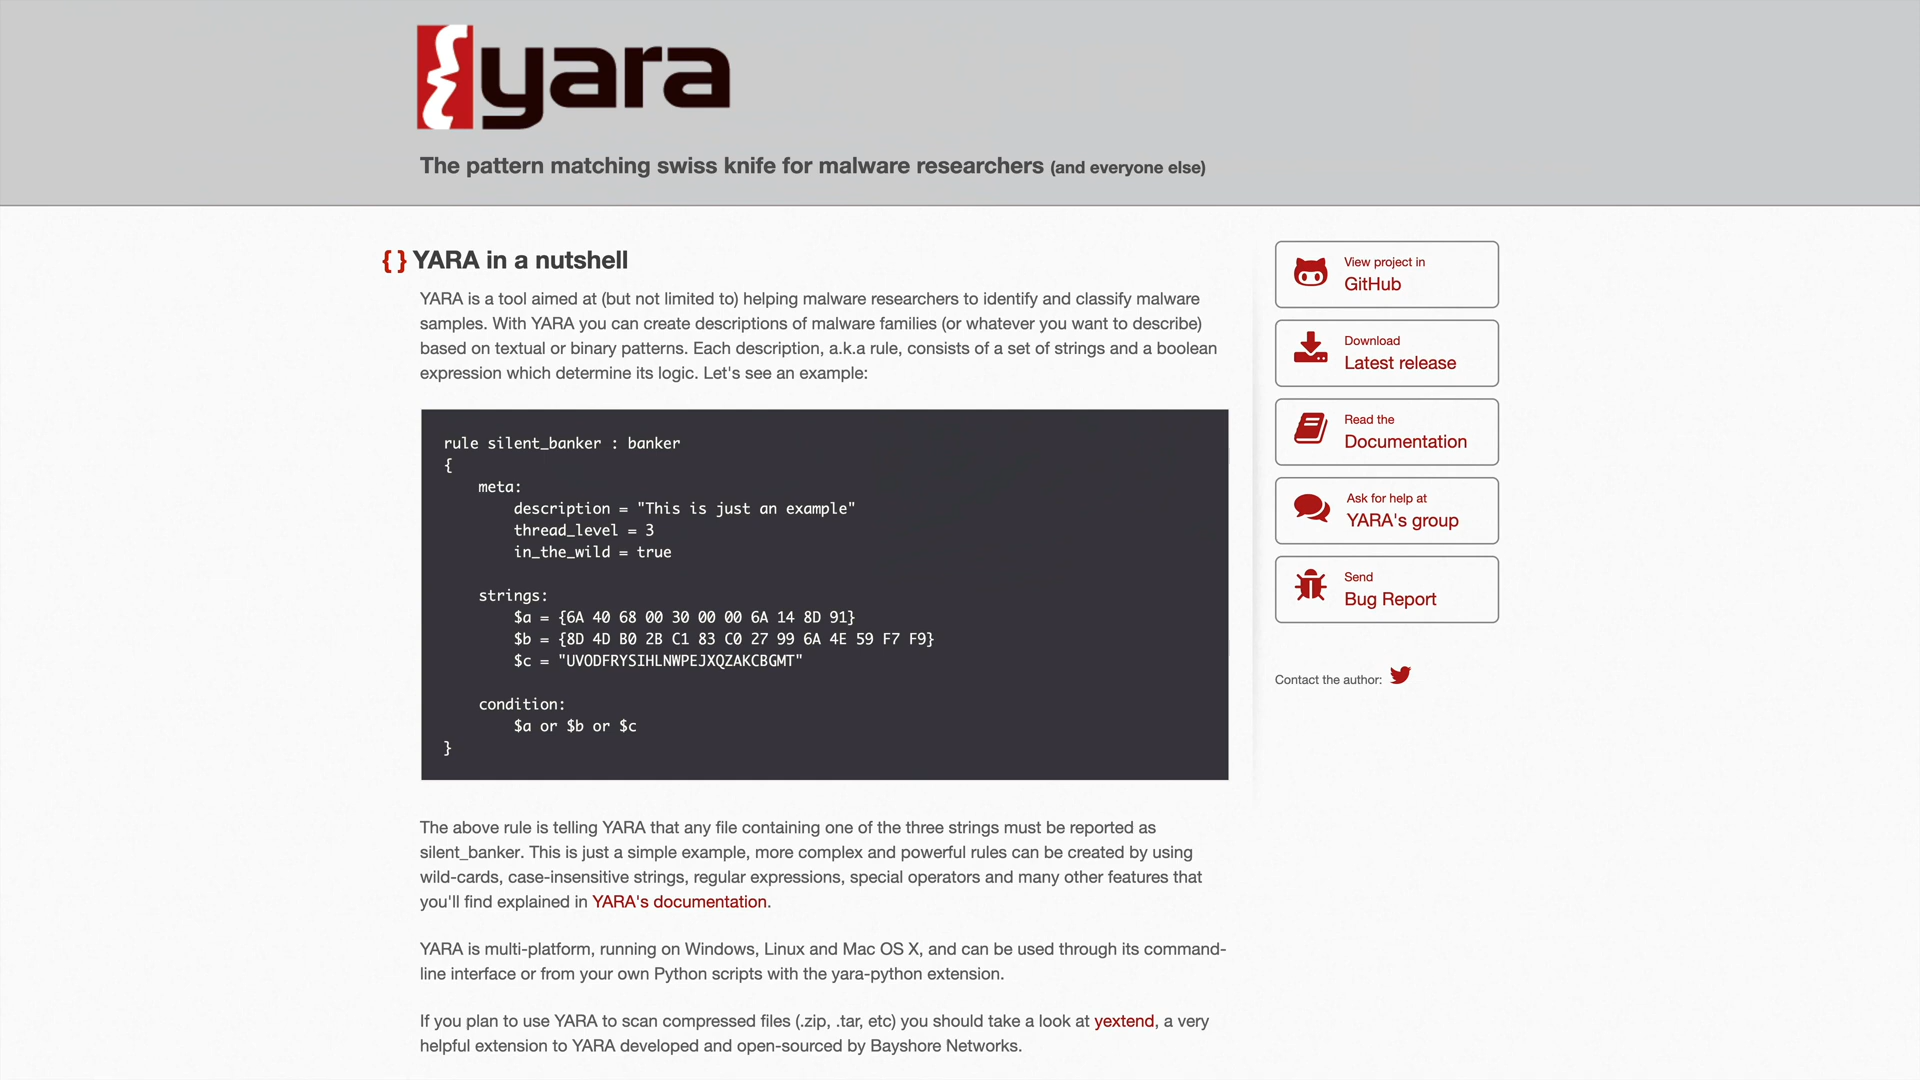 yara
The pattern matching swiss knife for malware researchers (and everyone else)
{ } YARA in a nutshell
YARA is a tool aimed at (but not limited to) helping malware researchers to identify and classify malware
samples. With YARA you can create descriptions of malware families (or whatever you want to describe)
based on textual or binary patterns. Each description, a.k.a rule, consists of a set of strings and a boolean
expression which determine its logic. Let's see an example:
rule silent_banker : banker
{
    meta:
        description = "This is just an example"
        thread_level = 3
        in_the_wild = true
    strings:
        $a = {6A 40 68 00 30 00 00 6A 14 8D 91}
        $b = {8D 4D B0 2B C1 83 C0 27 99 6A 4E 59 F7 F9}
        $c = "UVODFRYSIHLNWPEJXQZAKCBGMT"
    condition:
        $a or $b or $c
}
The above rule is telling YARA that any file containing one of the three strings must be reported as
silent_banker. This is just a simple example, more complex and powerful rules can be created by using
wild-cards, case-insensitive strings, regular expressions, special operators and many other features that
you'll find explained in YARA's documentation.
YARA is multi-platform, running on Windows, Linux and Mac OS X, and can be used through its command-
line interface or from your own Python scripts with the yara-python extension.
If you plan to use YARA to scan compressed files (.zip, .tar, etc) you should take a look at yextend, a very
helpful extension to YARA developed and open-sourced by Bayshore Networks.
View project in
GitHub
Download
Latest release
Read the
Documentation
Ask for help at
YARA's group
Send
Bug Report
Contact the author: